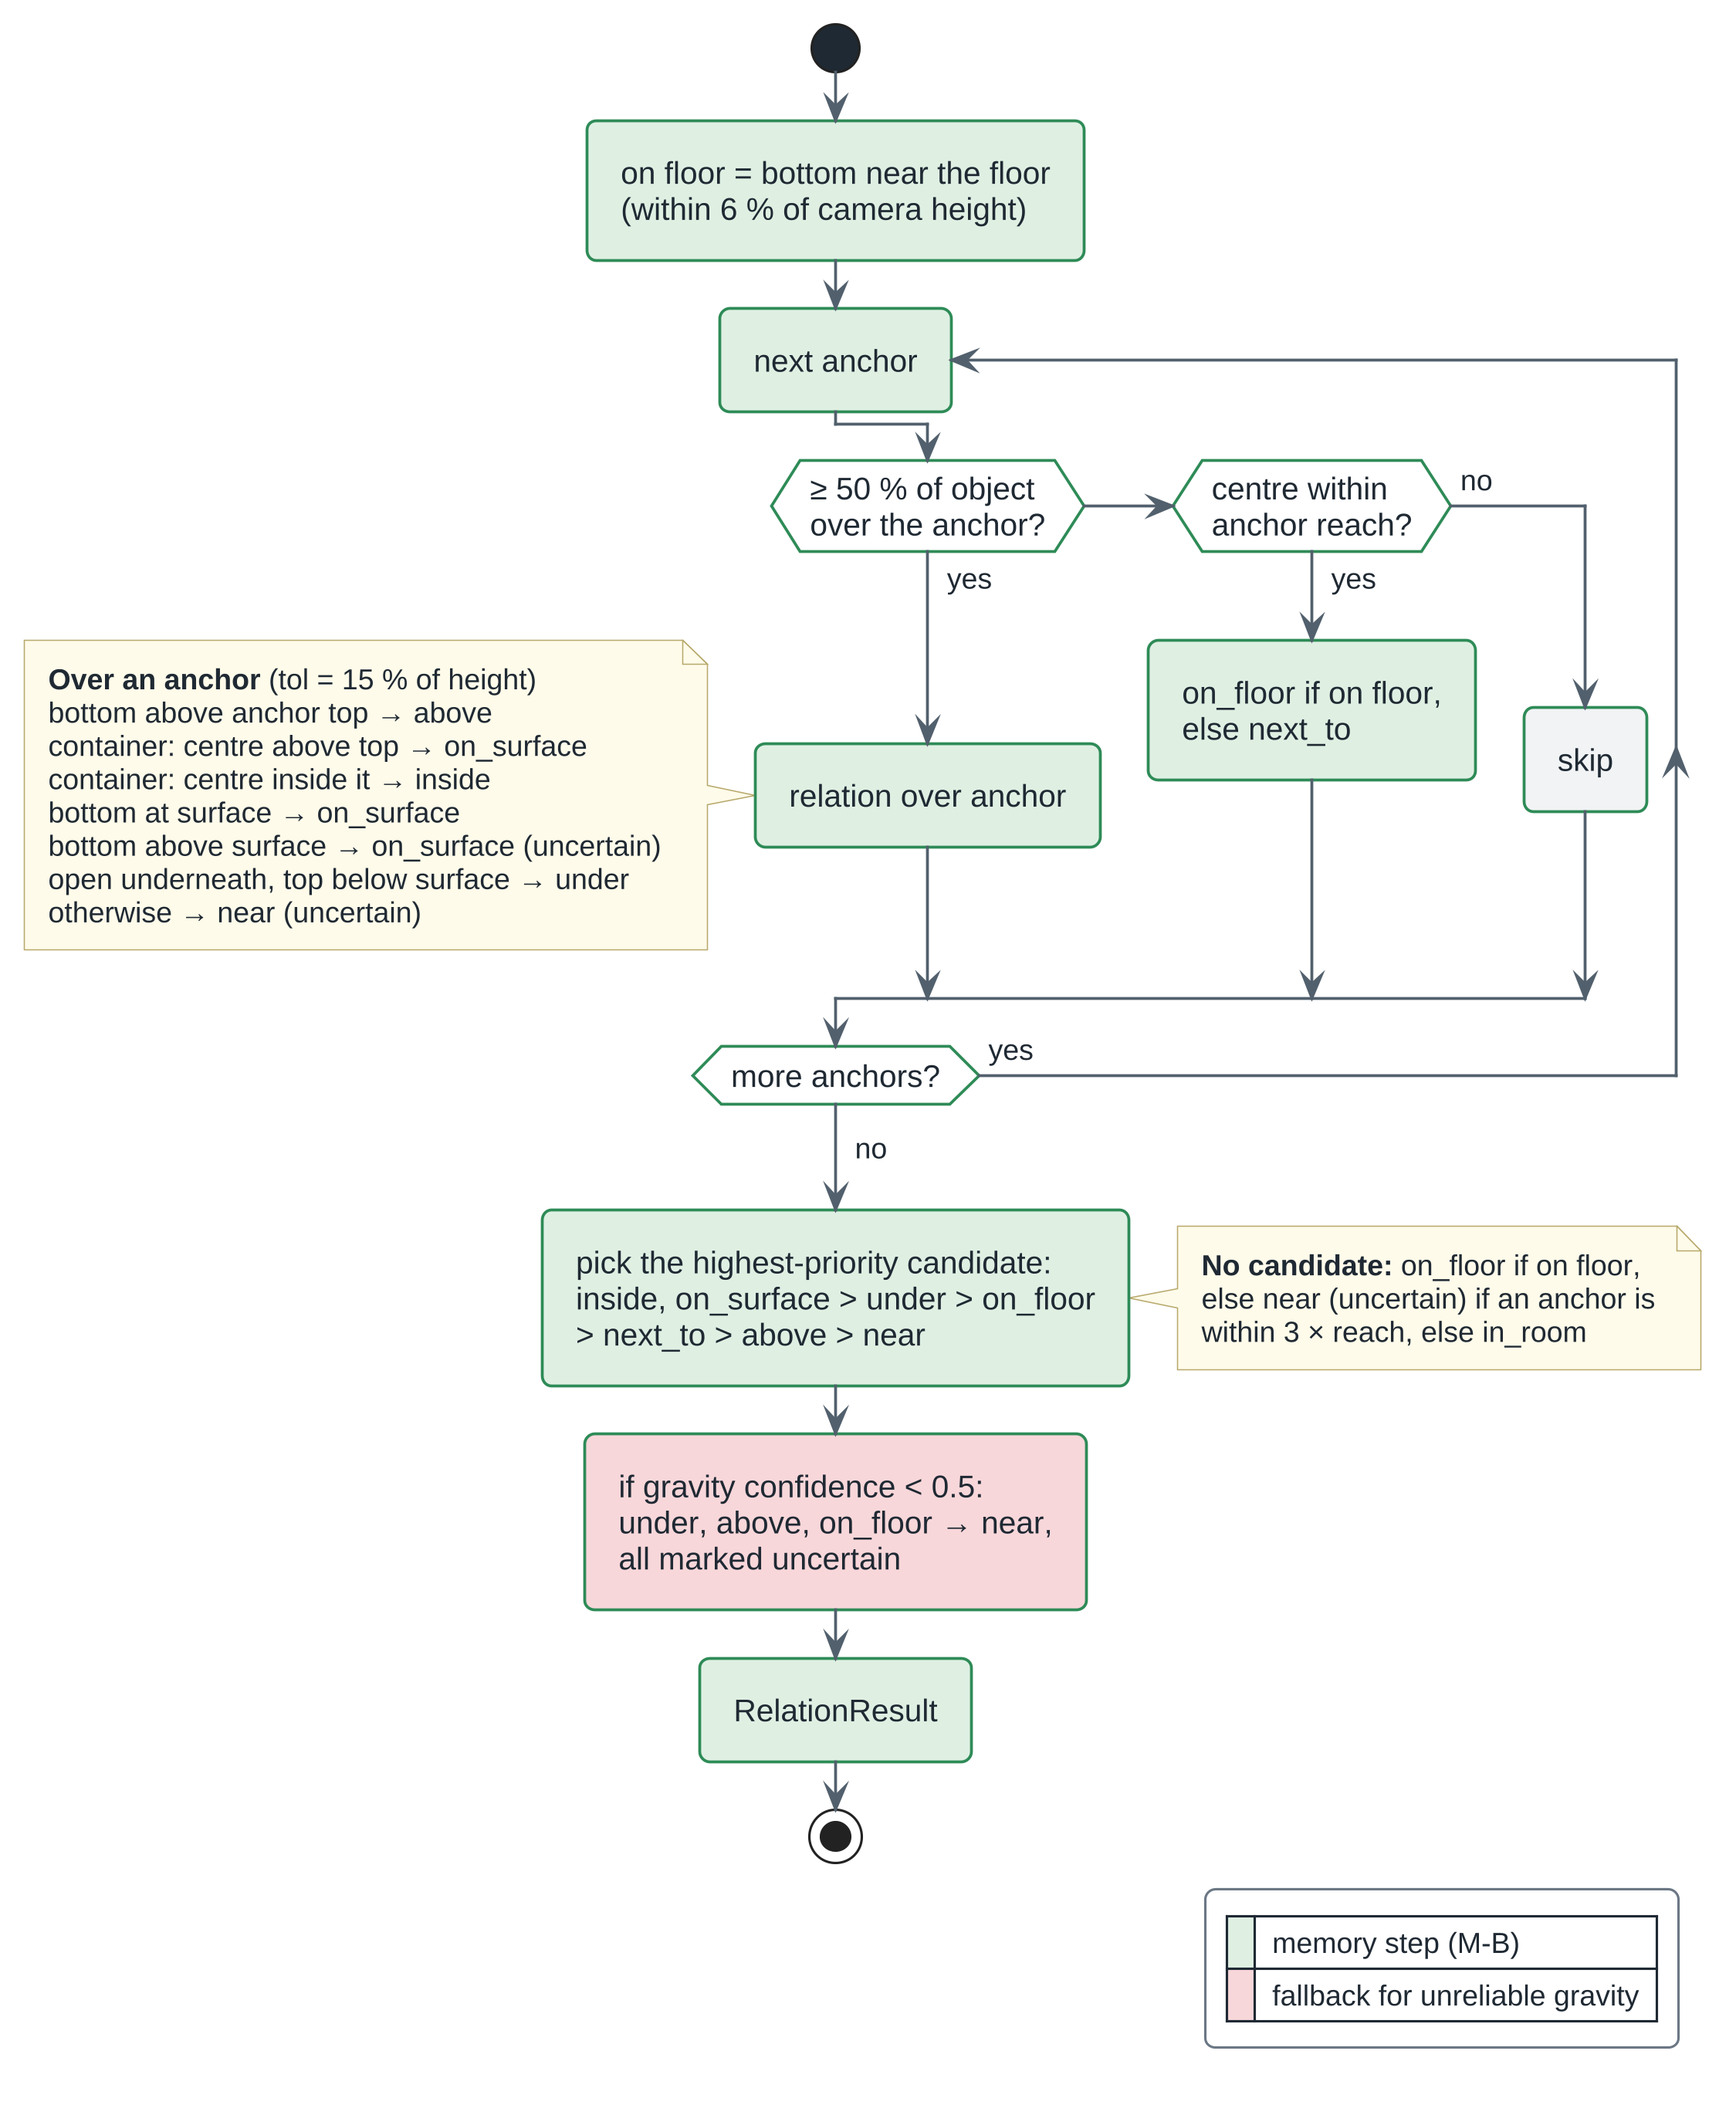 on floor = bottom near the floor
(within 6 % of camera height)
next anchor
≥ 50 % of object
over the anchor?
centre within
anchor reach?
no
yes
yes
on_floor if on floor,
else next_to
skip
Over an anchor (tol = 15 % of height)
bottom above anchor top → above
container: centre above top → on_surface
container: centre inside it → inside
bottom at surface → on_surface
bottom above surface → on_surface (uncertain)
open underneath, top below surface → under
otherwise → near (uncertain)
relation over anchor
more anchors?
yes
no
pick the highest-priority candidate:
inside, on_surface > under > on_floor
> next_to > above > near
No candidate: on_floor if on floor,
else near (uncertain) if an anchor is
within 3 × reach, else in_room
if gravity confidence < 0.5:
under, above, on_floor → near,
all marked uncertain
RelationResult
memory step (M-B)
fallback for unreliable gravity